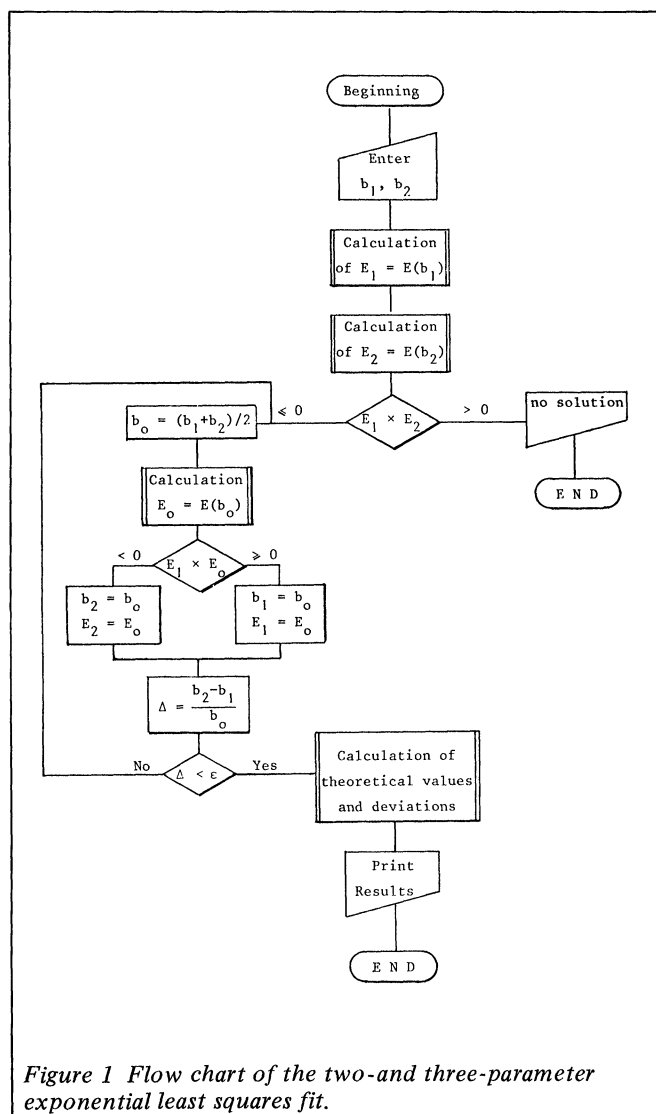 Beginning
Enter
b₁, b₂
Calculation
of E₁ = E(b₁)
Calculation
of E₂ = E(b₂)
≤ 0
E₁ × E₂
> 0
no solution
E N D
b₀ = (b₁+b₂)/2
Calculation
E₀ = E(b₀)
< 0
E₁ × E₀
≥ 0
b₂ = b₀
E₂ = E₀
b₁ = b₀
E₁ = E₀
Δ = (b₂-b₁)/b₀
No
Δ < ε
Yes
Calculation of
theoretical values
and deviations
Print
Results
E N D
Figure 1 Flow chart of the two-and three-parameter
exponential least squares fit.